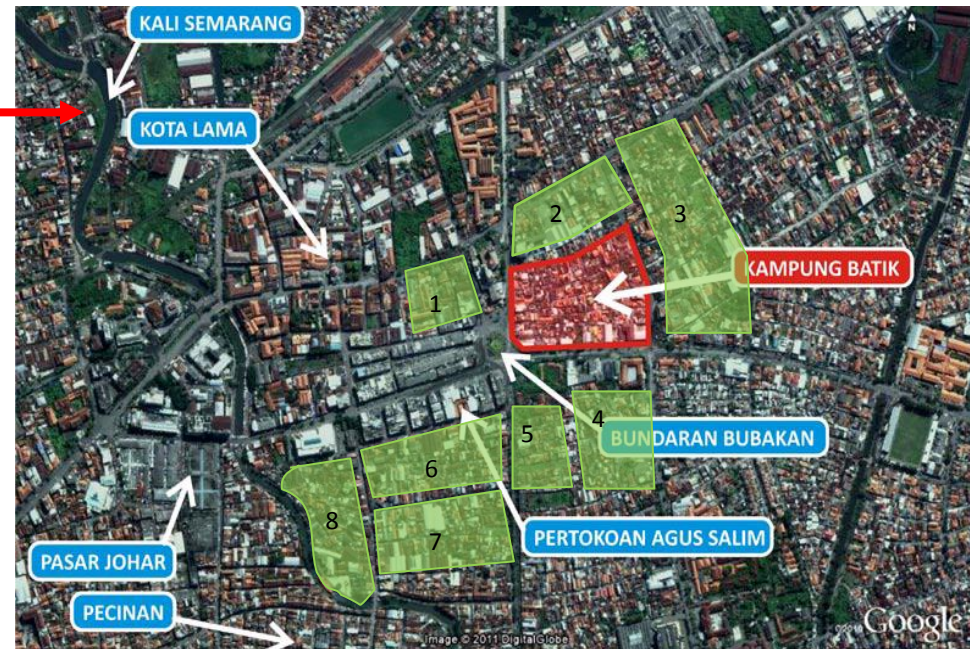 KALI SEMARANG
N
KOTA LAMA
2
3
KAMPUNG BATIK
1
4
5
BUNDARAN BUBAKAN
6
8
7
PERTOKOAN AGUS SALIM
PASAR JOHAR
PECINAN
Image © 2011 DigitalGlobe
©2010 Google